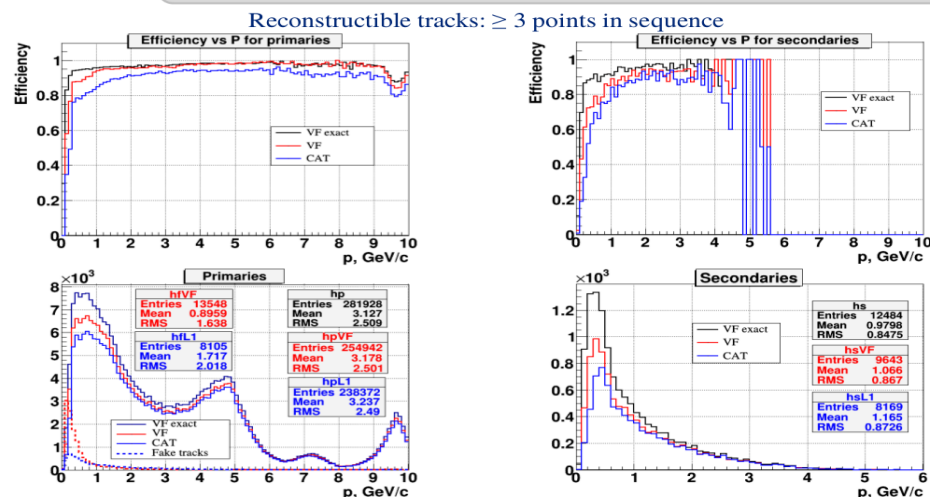 Reconstructible tracks: ≥ 3 points in sequence
Efficiency vs P for primaries
Efficiency
1
0.8
0.6
0.4
0.2
0
VF exact
VF
CAT
0 1 2 3 4 5 6 7 8 9 10
p, GeV/c
Efficiency vs P for secondaries
Efficiency
1
0.8
0.6
0.4
0.2
0
VF exact
VF
CAT
0 1 2 3 4 5 6 7 8 9 10
p, GeV/c
×10³
Primaries
8
7
6
5
4
3
2
1
0
hfVF
Entries 13548
Mean 0.8959
RMS 1.638
hfL1
Entries 8105
Mean 1.717
RMS 2.018
hp
Entries 281928
Mean 3.127
RMS 2.509
hpVF
Entries 254942
Mean 3.178
RMS 2.501
hpL1
Entries 238372
Mean 3.237
RMS 2.49
VF exact
VF
CAT
Fake tracks
0 1 2 3 4 5 6 7 8 9 10
p, GeV/c
×10³
Secondaries
1.2
1
0.8
0.6
0.4
0.2
0
VF exact
VF
CAT
hs
Entries 12484
Mean 0.9798
RMS 0.8475
hsVF
Entries 9643
Mean 1.066
RMS 0.867
hsL1
Entries 8169
Mean 1.165
RMS 0.8726
0 1 2 3 4 5 6
p, GeV/c